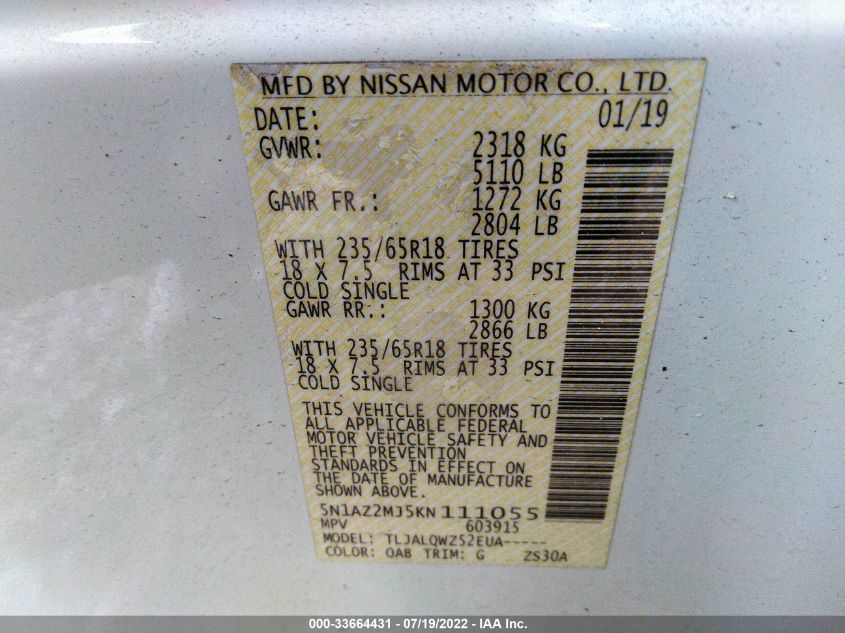 MFD BY NISSAN MOTOR CO., LTD.
DATE: 01/19
GVWR: 2318 KG
5110 LB
GAWR FR.: 1272 KG
2804 LB
WITH 235/65R18 TIRES
18 X 7.5 RIMS AT 33 PSI
COLD SINGLE
GAWR RR.: 1300 KG
2866 LB
WITH 235/65R18 TIRES
18 X 7.5 RIMS AT 33 PSI
COLD SINGLE
THIS VEHICLE CONFORMS TO
ALL APPLICABLE FEDERAL
MOTOR VEHICLE SAFETY AND
THEFT PREVENTION
STANDARDS IN EFFECT ON
THE DATE OF MANUFACTURE
SHOWN ABOVE.
5N1AZ2MJ5KN111055
MPV 603915
MODEL: TLJALQWZ52EUA-----
COLOR: QAB TRIM: G ZS30A
000-33664431 - 07/19/2022 - IAA Inc.